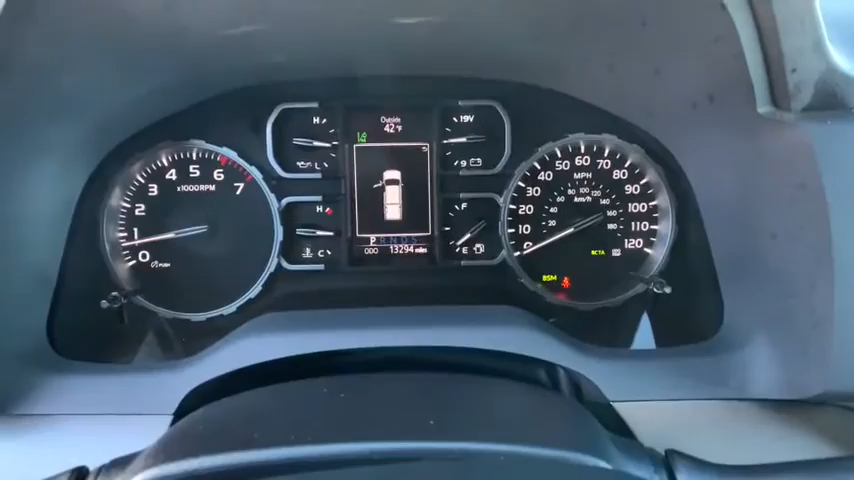 Outside
42°F
H
L
H
C
19V
9
F
E
P R N D S
000 13294 miles
0
1
2
3
4
5
6
7
x1000RPM
PUSH
0
10
20
30
40
50
60
70
80
90
100
110
120
MPH
km/h
20
40
60
80
100
120
140
160
180
RCTA
BSM